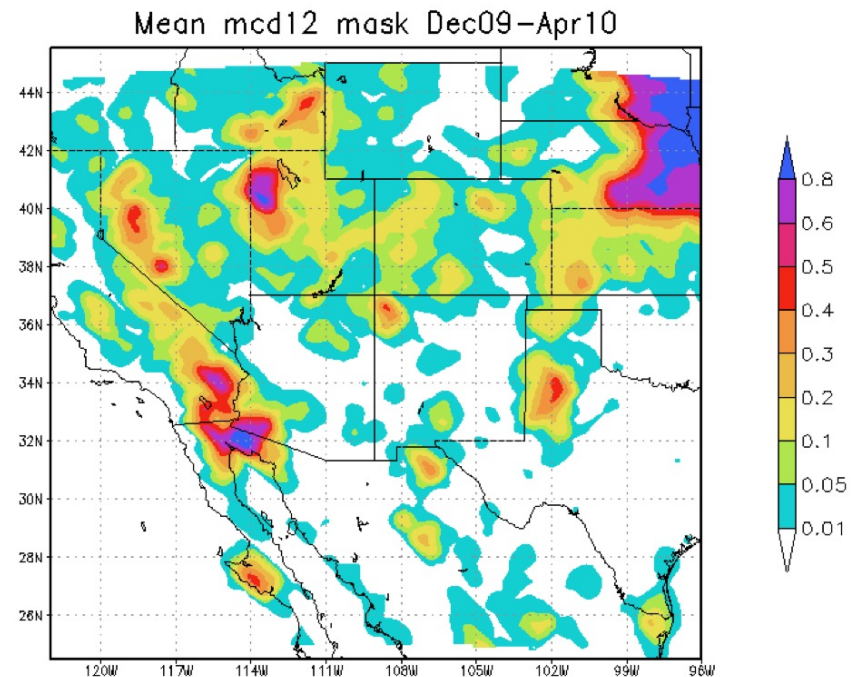 Mean mcd12 mask Dec09-Apr10
44N
42N
40N
38N
36N
34N
32N
30N
28N
26N
120W 117W 114W 111W 108W 105W 102W 99W 96W
0.8
0.6
0.5
0.4
0.3
0.2
0.1
0.05
0.01